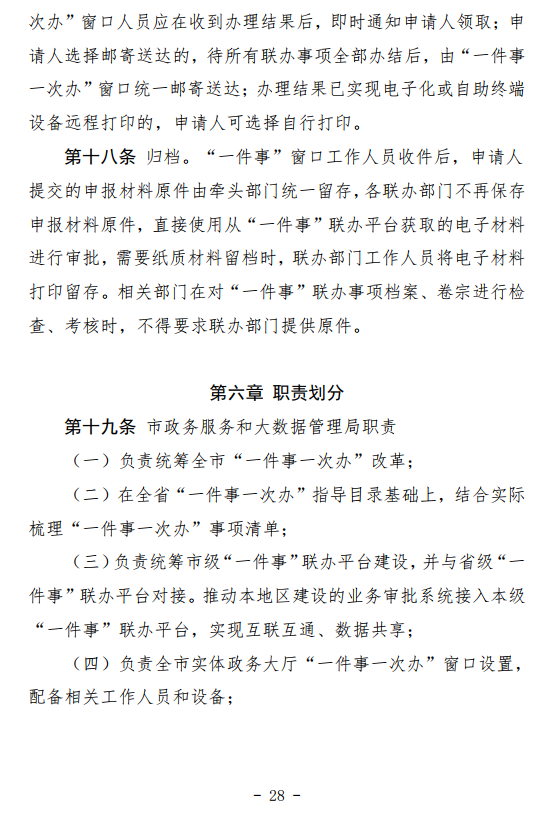 次办”窗口人员应在收到办理结果后，即时通知申请人领取；申
请人选择邮寄送达的，待所有联办事项全部办结后，由“一件事
一次办”窗口统一邮寄送达；办理结果已实现电子化或自助终端
设备远程打印的，申请人可选择自行打印。
第十八条 归档。“一件事”窗口工作人员收件后，申请人
提交的申报材料原件由牵头部门统一留存，各联办部门不再保存
申报材料原件，直接使用从“一件事”联办平台获取的电子材料
进行审批，需要纸质材料留档时，联办部门工作人员将电子材料
打印留存。相关部门在对“一件事”联办事项档案、卷宗进行检
查、考核时，不得要求联办部门提供原件。
第六章 职责划分
第十九条 市政务服务和大数据管理局职责
（一）负责统筹全市“一件事一次办”改革；
（二）在全省“一件事一次办”指导目录基础上，结合实际
梳理“一件事一次办”事项清单；
（三）负责统筹市级“一件事”联办平台建设，并与省级“一
件事”联办平台对接。推动本地区建设的业务审批系统接入本级
“一件事”联办平台，实现互联互通、数据共享；
（四）负责全市实体政务大厅“一件事一次办”窗口设置，
配备相关工作人员和设备；
- 28 -